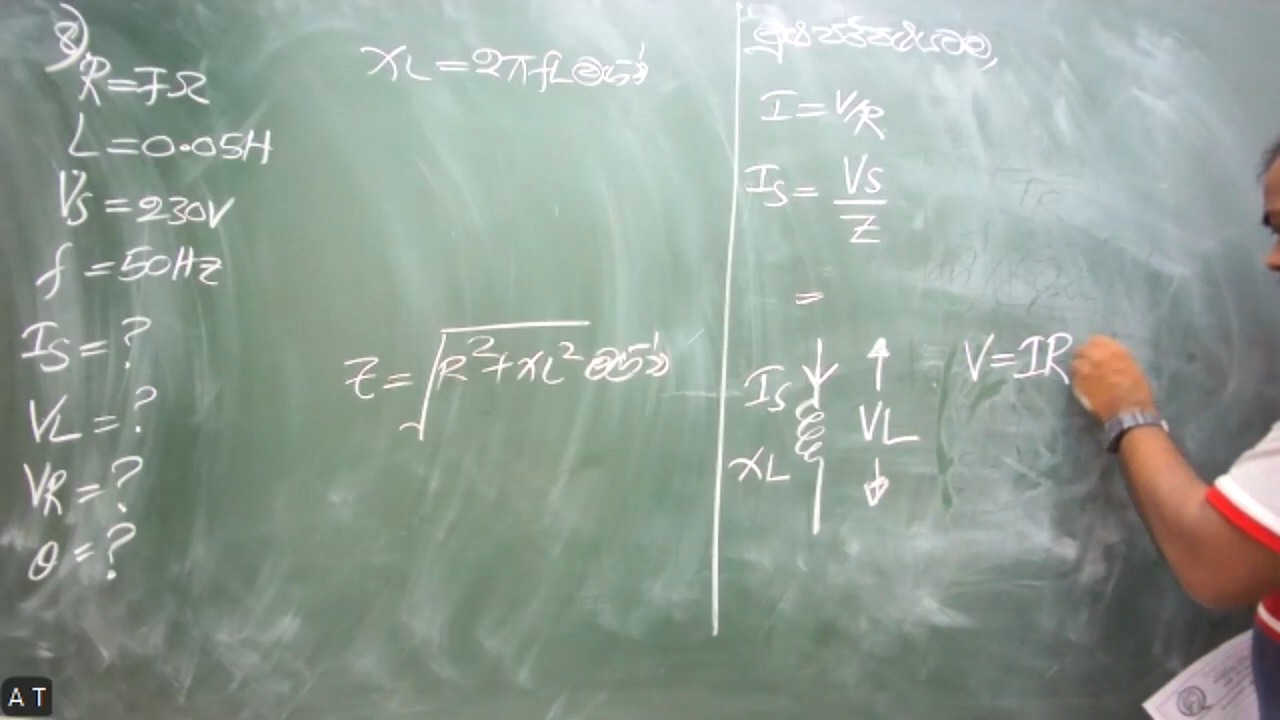 8)
R=7Ω
L=0.05H
Vs=230V
f=50Hz
Is=?
VL=?
VR=?
θ=?
XL=2πfL
Z=√R²+XL²
I=V/R
Is=Vs/Z
=
Is
XL
VL
V=IR
A T